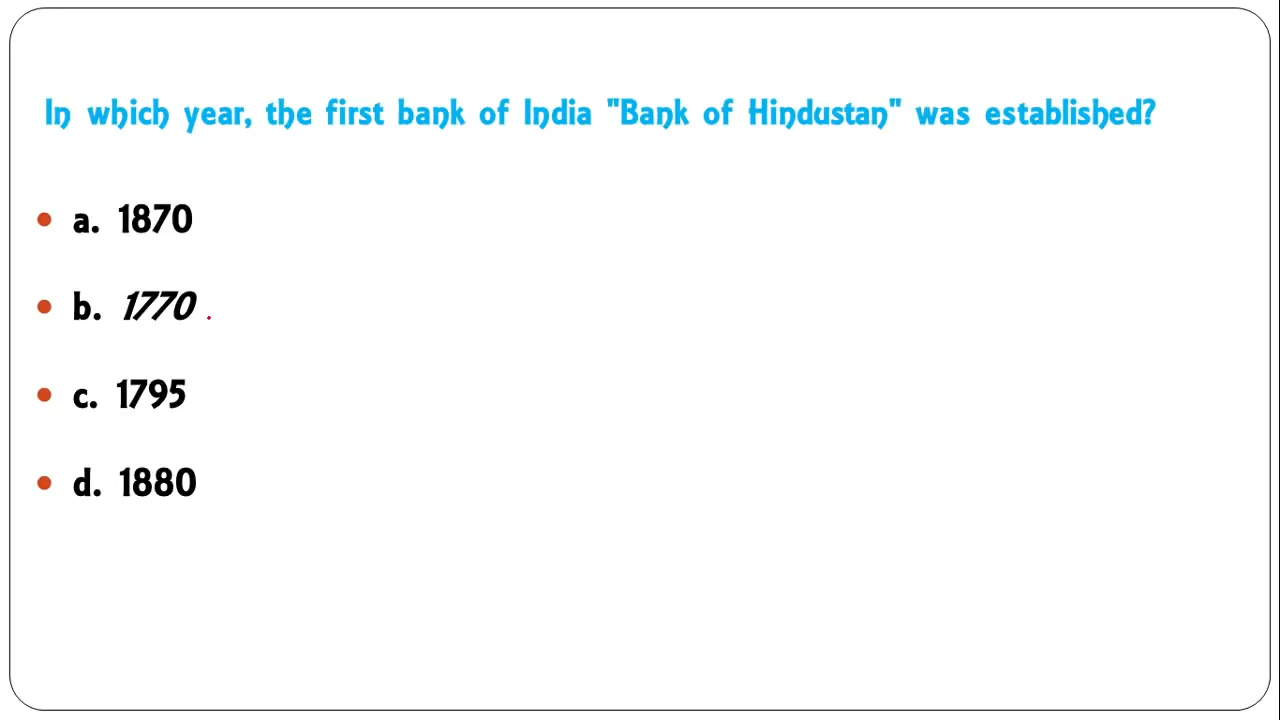 In which year, the first bank of India "Bank of Hindustan" was established?
a. 1870
b. 1770 .
c. 1795
d. 1880